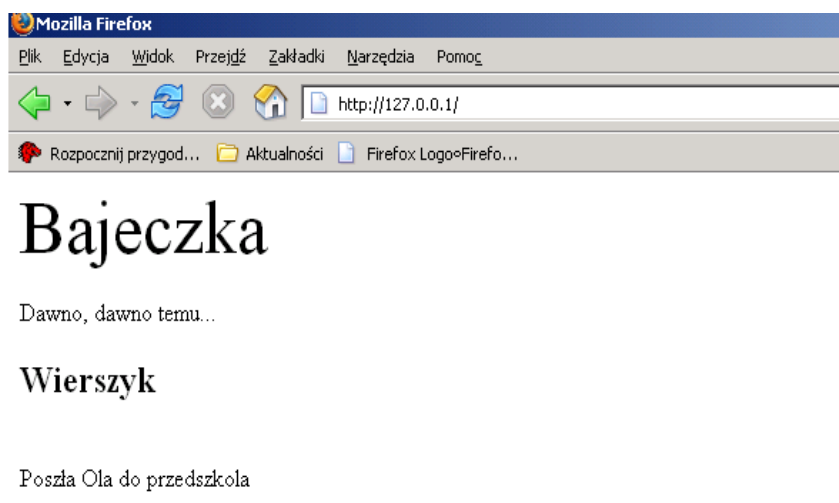 Mozilla Firefox
Plik Edycja Widok Przejdź Zakładki Narzędzia Pomoc
http://127.0.0.1/
Rozpocznij przygod... Aktualności Firefox Logo∘Firefo...
Bajeczka
Dawno, dawno temu...
Wierszyk
Poszła Ola do przedszkola